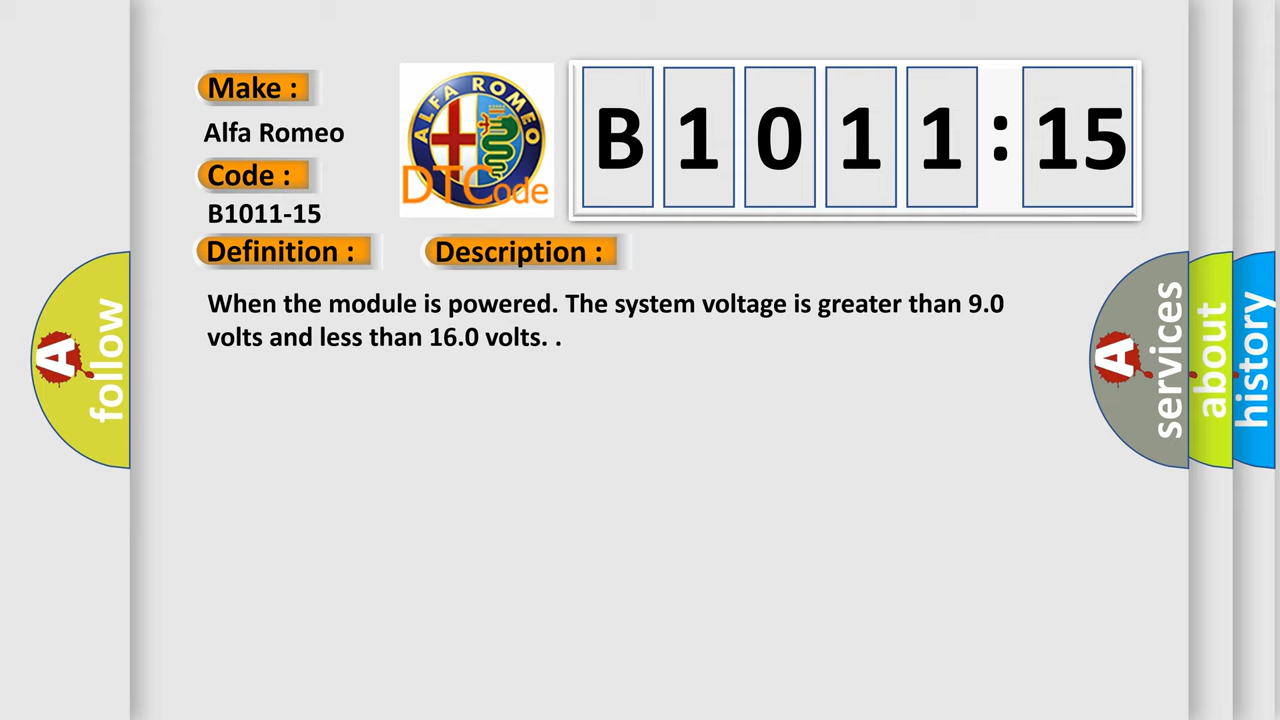 Make :
Alfa Romeo
Code :
B1011-15
Definition :
Description :
When the module is powered. The system voltage is greater than 9.0
volts and less than 16.0 volts. .
ALFA ROMEO
DTCode
B 1 0 1 1 : 15
A follow
A services
about
history